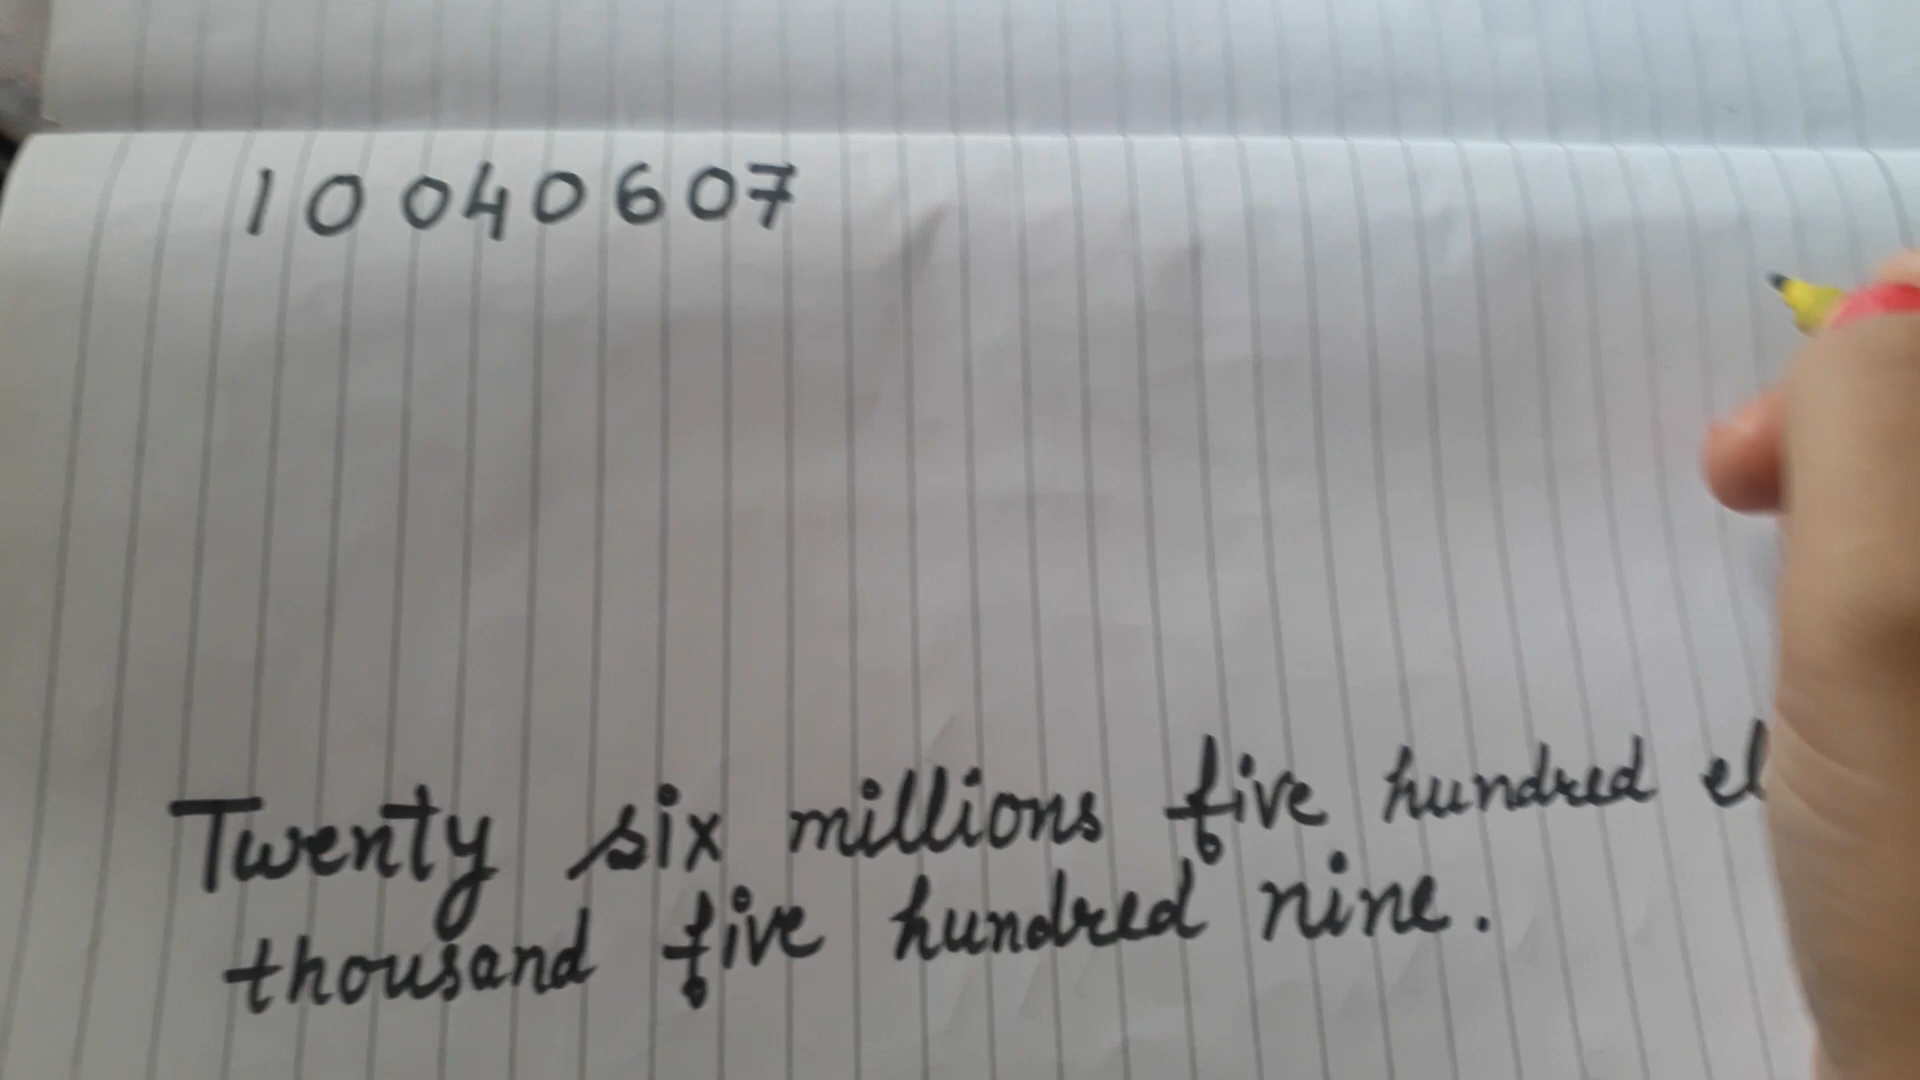 10040607
Twenty six millions five hundred
thousand five hundred nine.